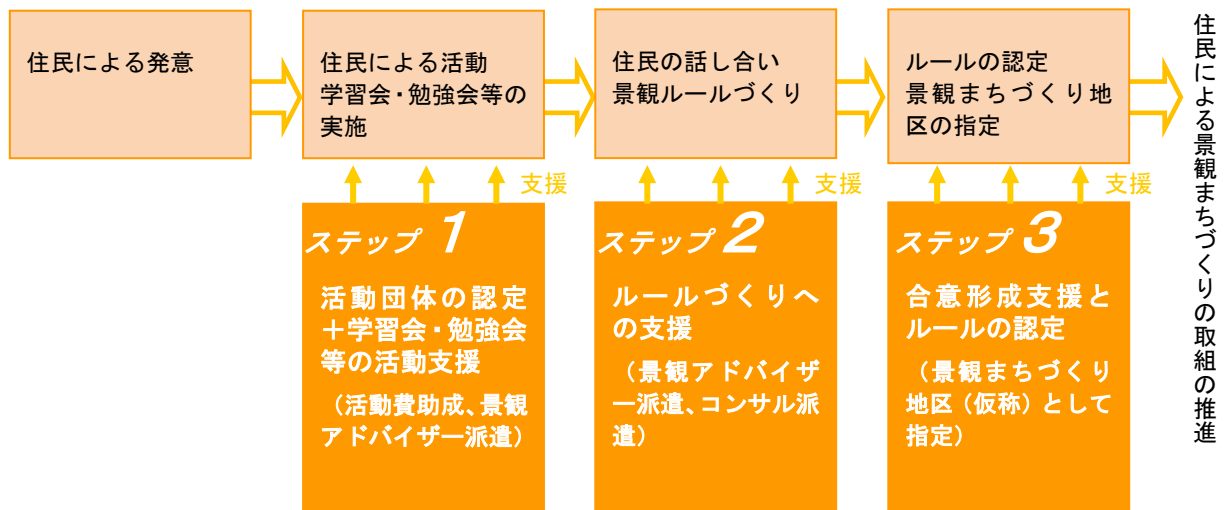 住民による発意
住民による活動
学習会・勉強会等の
実施
住民の話し合い
景観ルールづくり
ルールの認定
景観まちづくり地
区の指定
住民による景観まちづくりの取組の推進
支援
支援
支援
ステップ 1
活動団体の認定
＋学習会・勉強会
等の活動支援
（活動費助成、景観
アドバイザー派遣）
ステップ 2
ルールづくりへ
の支援
（景観アドバイザ
ー派遣、コンサル派
遣）
ステップ 3
合意形成支援と
ルールの認定
（景観まちづくり
地区（仮称）として
指定）